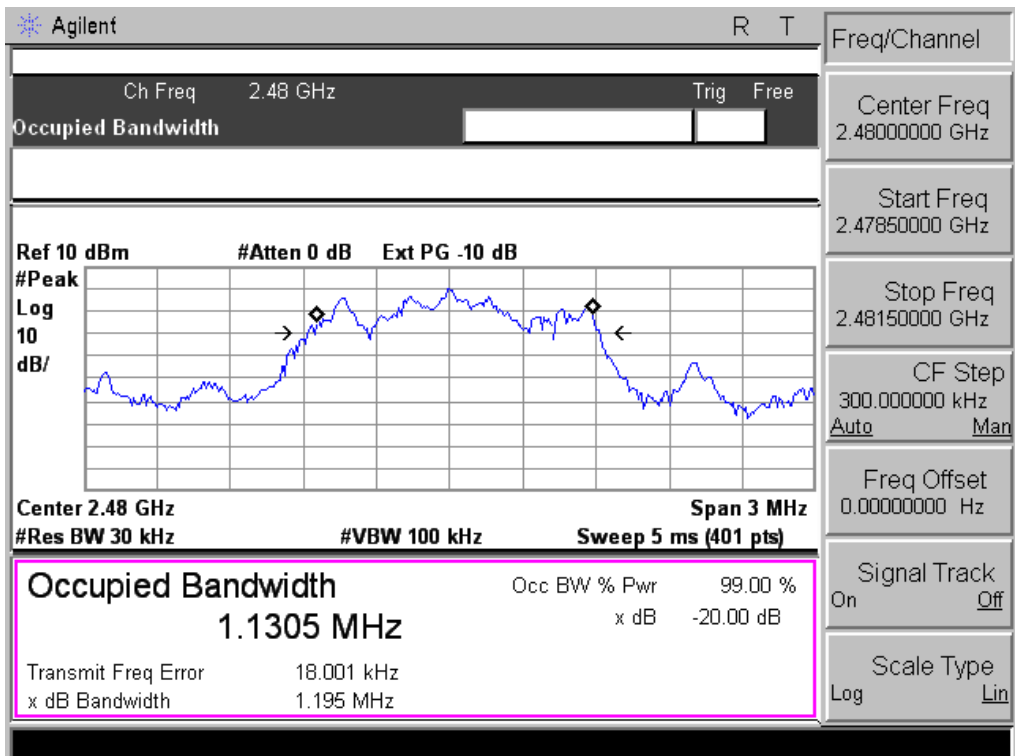 Agilent R T
Ch Freq 2.48 GHz Trig Free
Occupied Bandwidth
Ref 10 dBm #Atten 0 dB Ext PG -10 dB
#Peak
Log
10
dB/
Center 2.48 GHz Span 3 MHz
#Res BW 30 kHz #VBW 100 kHz Sweep 5 ms (401 pts)
Occupied Bandwidth Occ BW % Pwr 99.00 %
1.1305 MHz x dB -20.00 dB
Transmit Freq Error 18.001 kHz
x dB Bandwidth 1.195 MHz
Freq/Channel
Center Freq
2.48000000 GHz
Start Freq
2.47850000 GHz
Stop Freq
2.48150000 GHz
CF Step
300.000000 kHz
Auto Man
Freq Offset
0.00000000 Hz
Signal Track
On Off
Scale Type
Log Lin